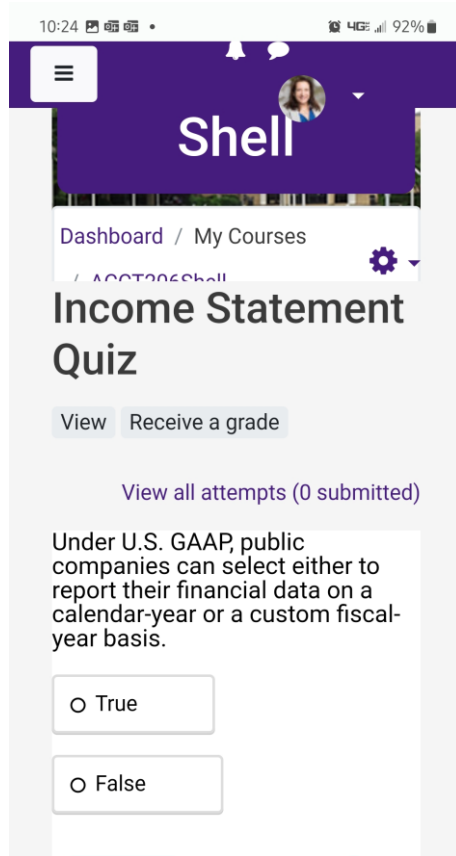 10:24 4GE 92%
Shell
Dashboard / My Courses
/ ACCT206Shell
Income Statement
Quiz
View Receive a grade
View all attempts (0 submitted)
Under U.S. GAAP, public
companies can select either to
report their financial data on a
calendar-year or a custom fiscal-
year basis.
True
False